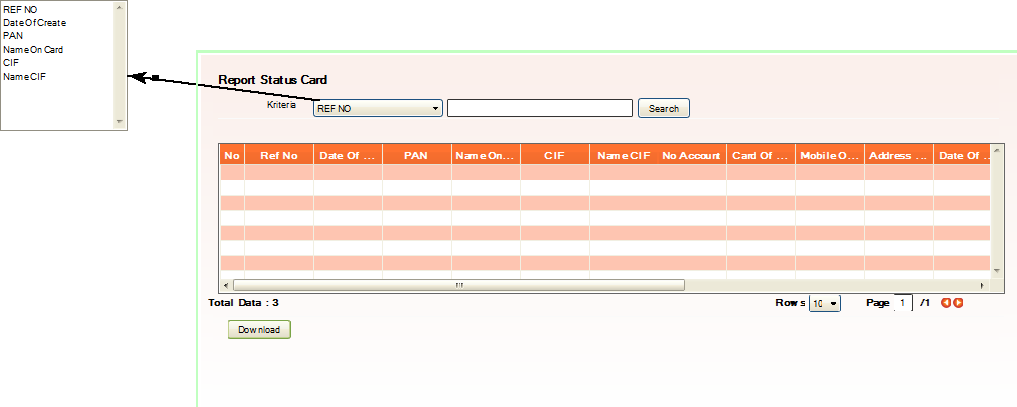 REF NO
DateOfCreate
PAN
NameOnCard
CIF
NameCIF
Report Status Card
Kriteria REF NO Search
No Ref No Date Of ... PAN Name On... CIF Name CIF No Account Card Of ... Mobile O... Address ... Date Of ...
Total Data : 3 Rows 10 Page 1 /1
Download